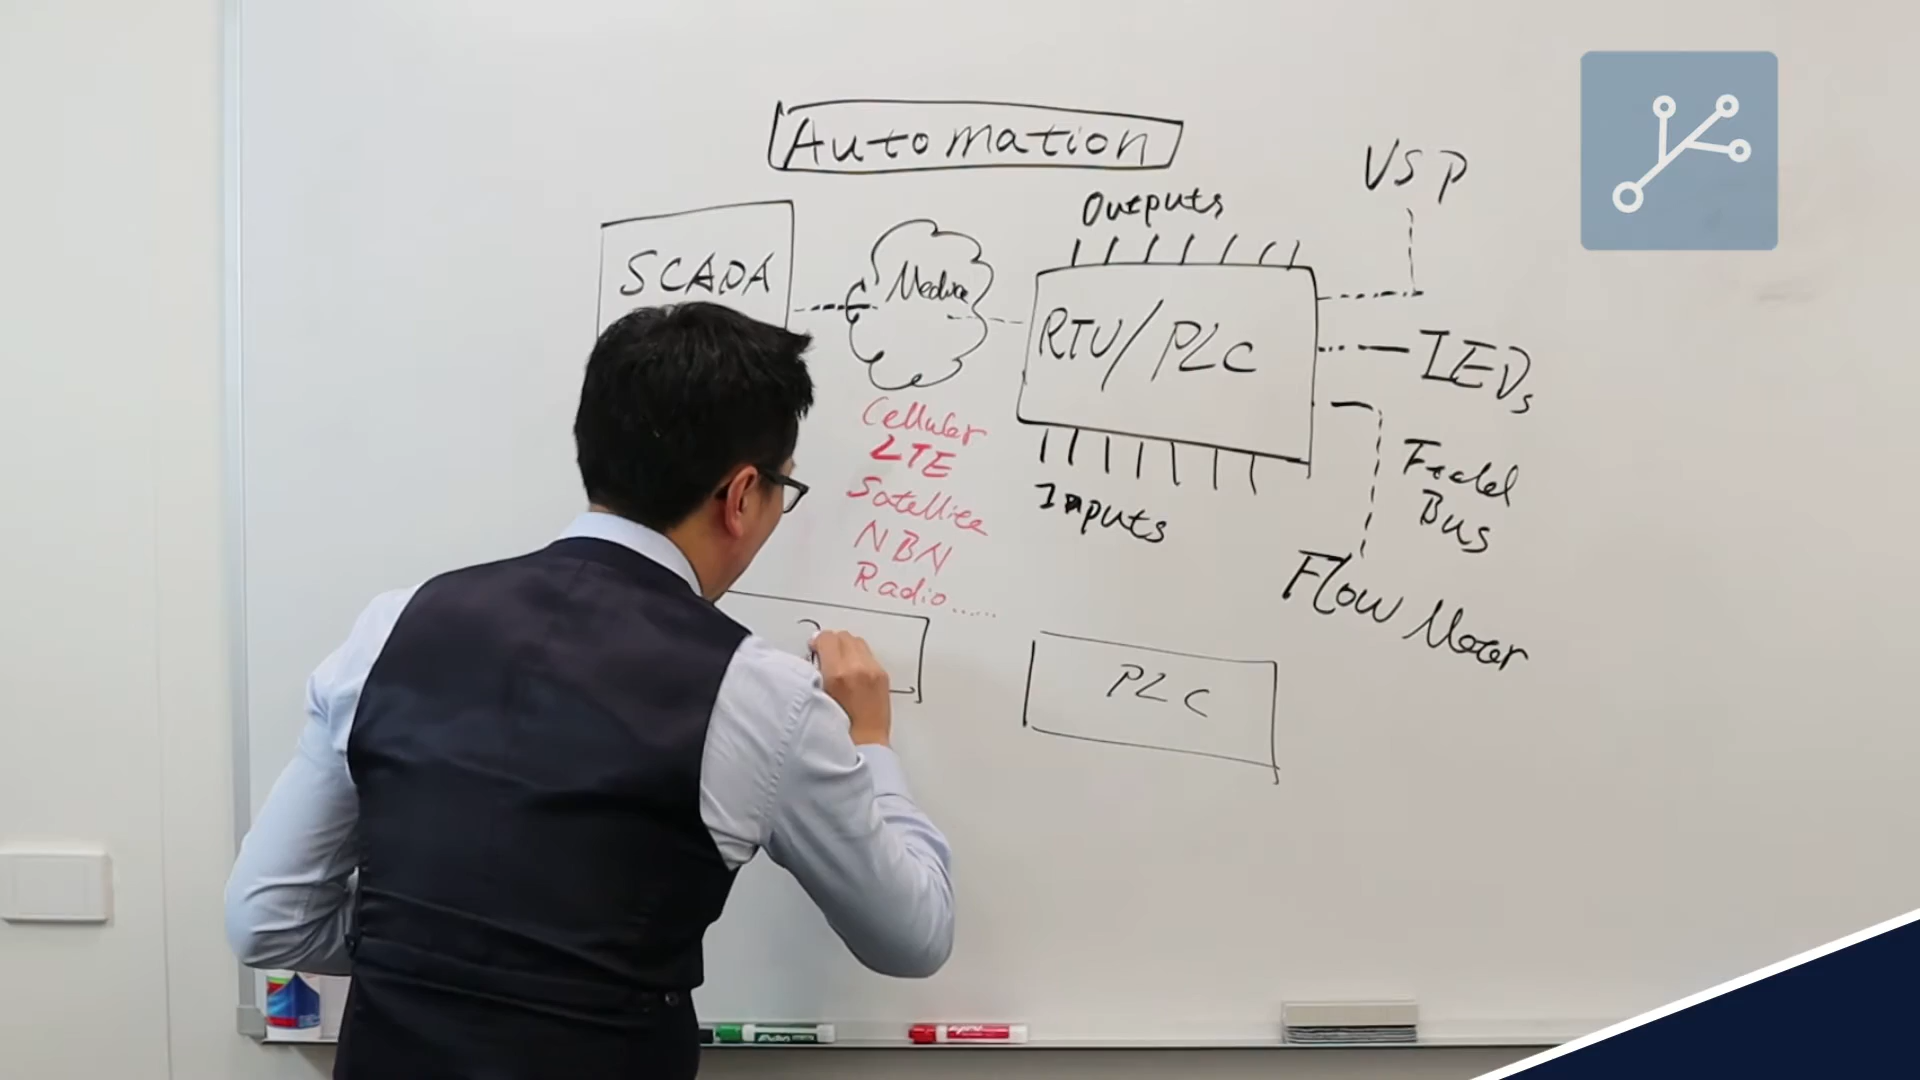 Automation
SCADA
Media
Outputs
RTU/PLC
Inputs
VSP
IEDs
Field
Bus
Flow Meter
Cellular
LTE
Satellite
NBN
Radio......
PLC
EXPO